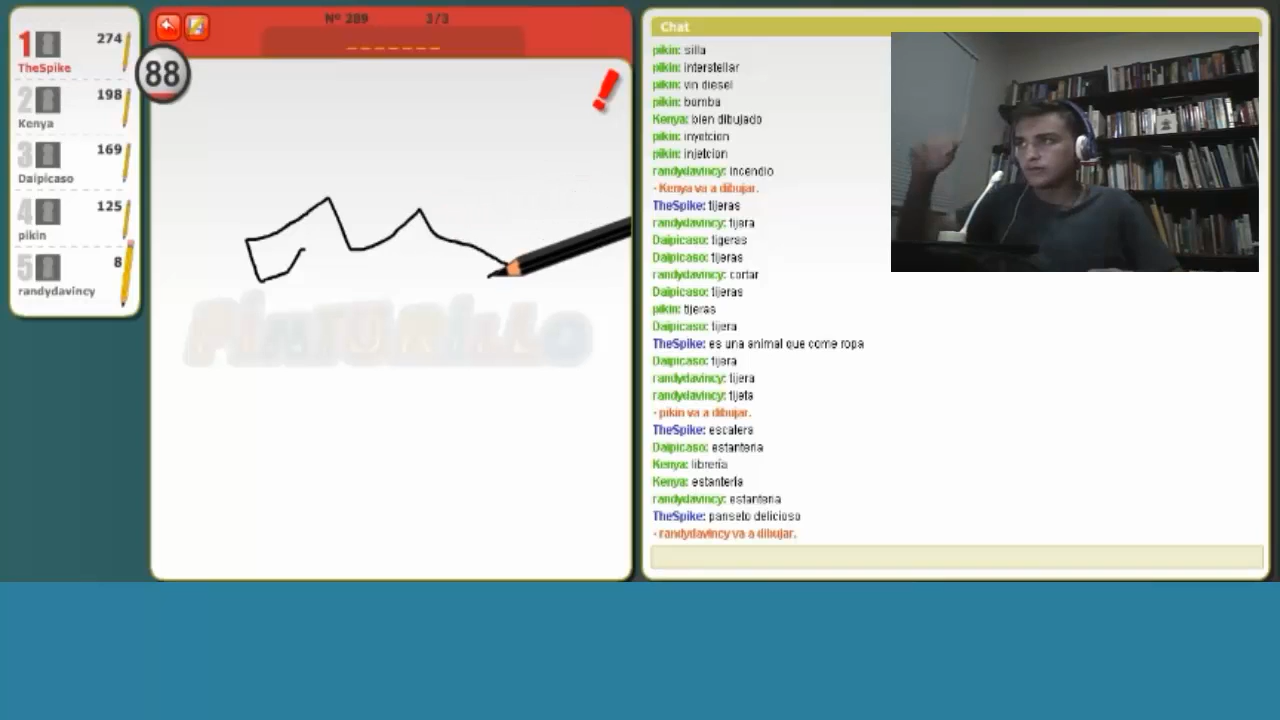 1
274
TheSpike
2
198
Kenya
3
169
Daipicaso
4
125
pikin
5
8
randydavincy
88
Nº 289 3/3
_ _ _ _ _ _ _
PINTURILLO
Chat
pikin: silla
pikin: interstellar
pikin: vin diesel
pikin: bomba
Kenya: bien dibujado
pikin: inyetcion
pikin: injetcion
randydavincy: incendio
· Kenya va a dibujar.
TheSpike: tijeras
randydavincy: tijera
Daipicaso: tigeras
Daipicaso: tijeras
randydavincy: cortar
Daipicaso: tijeras
pikin: tijeras
Daipicaso: tijera
TheSpike: es una animal que come ropa
Daipicaso: tijera
randydavincy: tijera
randydavincy: tijeta
· pikin va a dibujar.
TheSpike: escalera
Daipicaso: estanteria
Kenya: librería
Kenya: estantería
randydavincy: estanteria
TheSpike: panseto delicioso
· randydavincy va a dibujar.